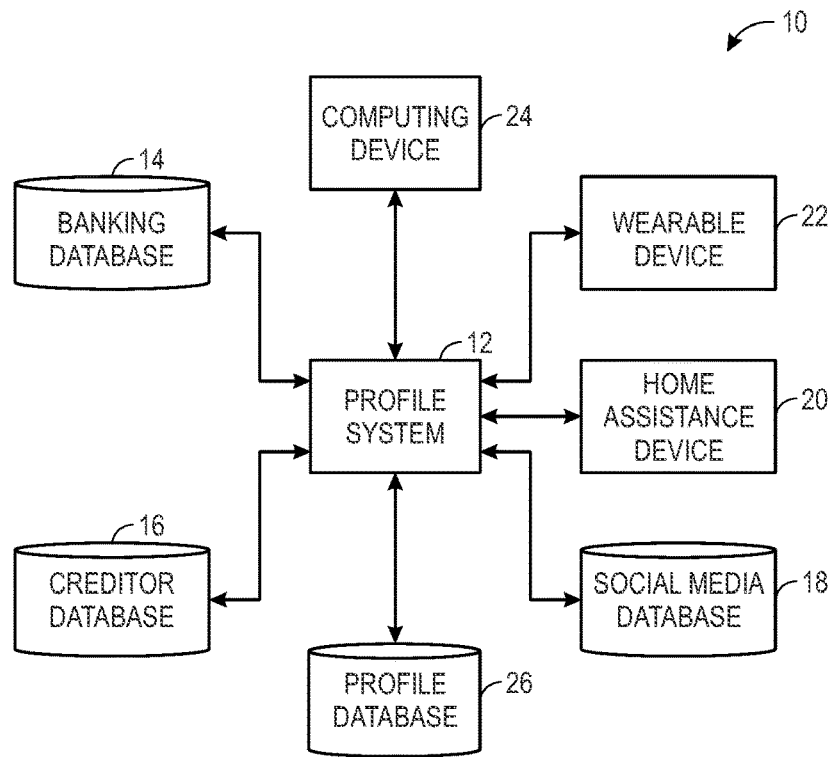 10
COMPUTING
DEVICE
24
14
BANKING
DATABASE
WEARABLE
DEVICE
22
12
PROFILE
SYSTEM
HOME
ASSISTANCE
DEVICE
20
16
CREDITOR
DATABASE
SOCIAL MEDIA
DATABASE
18
PROFILE
DATABASE
26